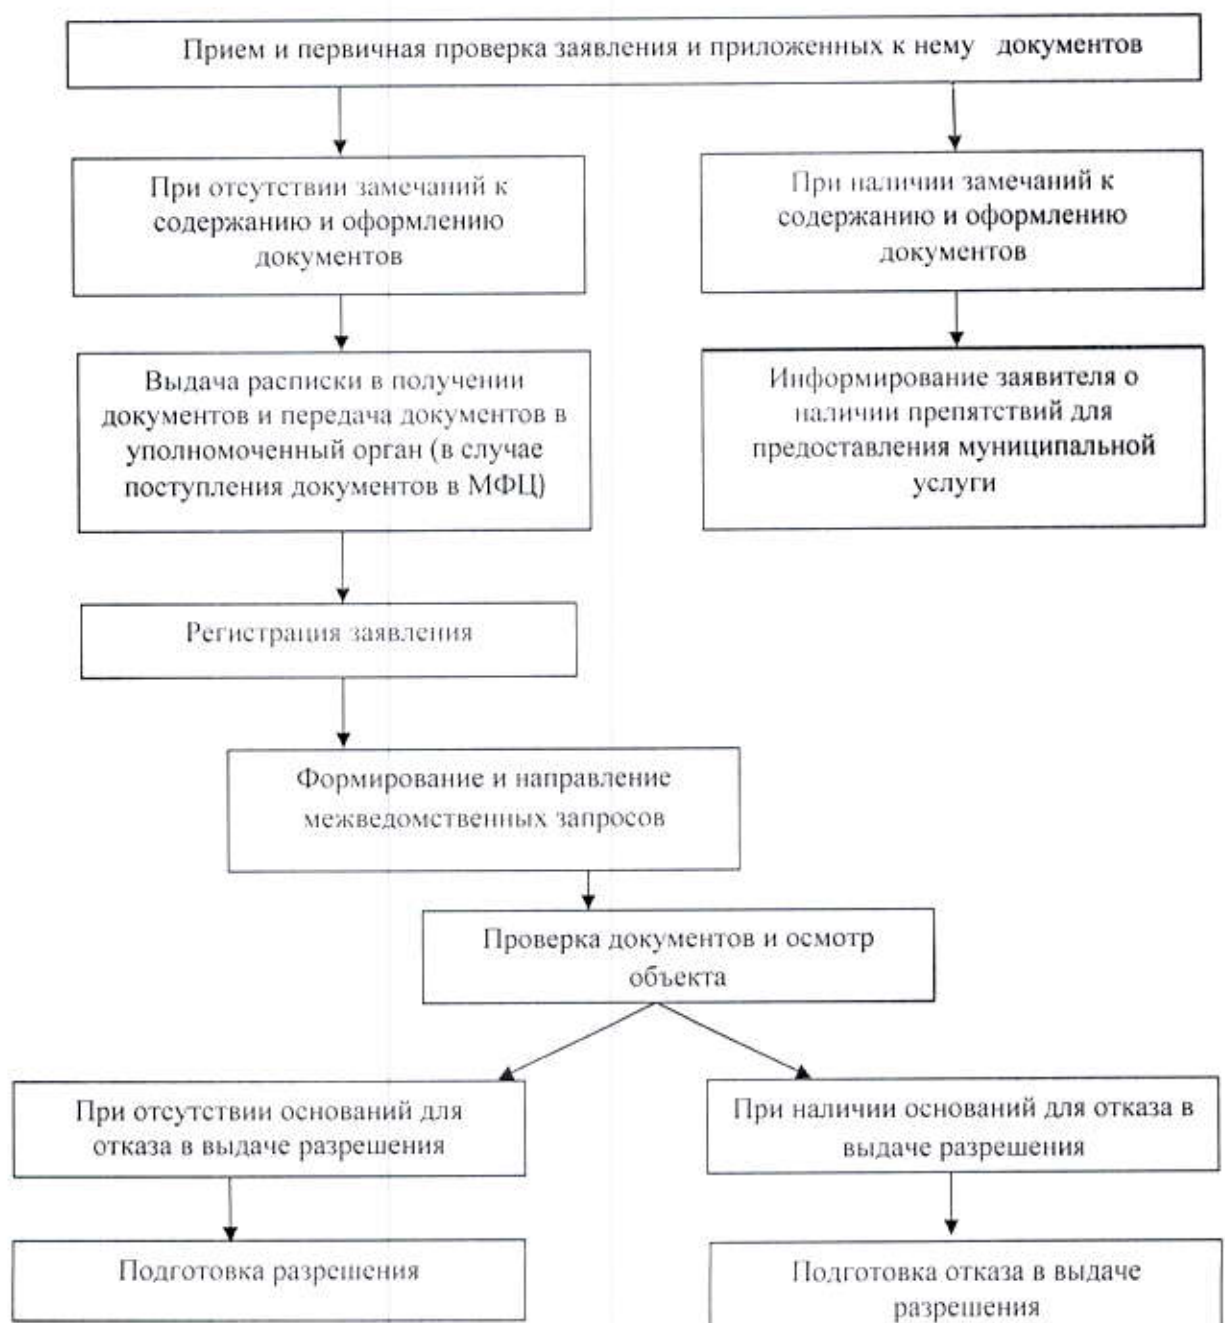 Прием и первичная проверка заявления и приложенных к нему документов
При отсутствии замечаний к
содержанию и оформлению
документов
При наличии замечаний к
содержанию и оформлению
документов
Выдача расписки в получении
документов и передача документов в
уполномоченный орган (в случае
поступления документов в МФЦ)
Информирование заявителя о
наличии препятствий для
предоставления муниципальной
услуги
Регистрация заявления
Формирование и направление
межведомственных запросов
Проверка документов и осмотр
объекта
При отсутствии оснований для
отказа в выдаче разрешения
При наличии оснований для отказа в
выдаче разрешения
Подготовка разрешения
Подготовка отказа в выдаче
разрешения